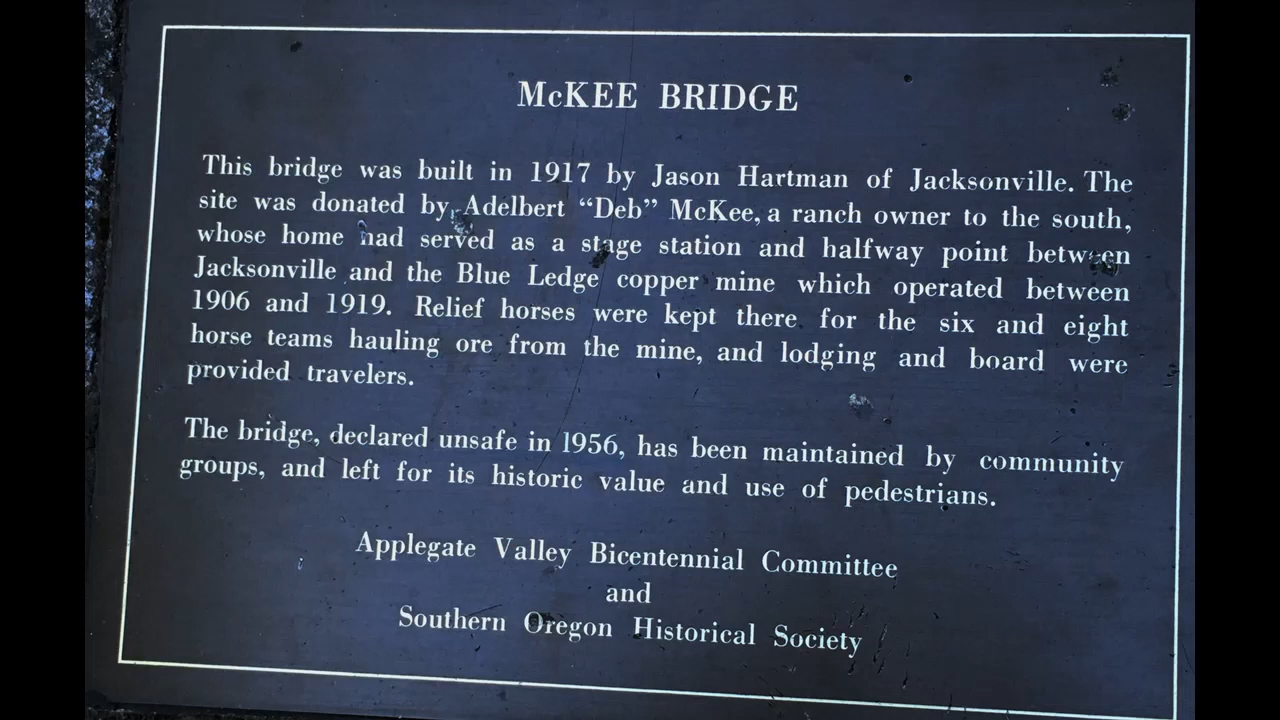 McKEE BRIDGE
This bridge was built in 1917 by Jason Hartman of Jacksonville. The
site was donated by Adelbert “Deb” McKee, a ranch owner to the south,
whose home had served as a stage station and halfway point between
Jacksonville and the Blue Ledge copper mine which operated between
1906 and 1919. Relief horses were kept there for the six and eight
horse teams hauling ore from the mine, and lodging and board were
provided travelers.
The bridge, declared unsafe in 1956, has been maintained by community
groups, and left for its historic value and use of pedestrians.
Applegate Valley Bicentennial Committee
and
Southern Oregon Historical Society